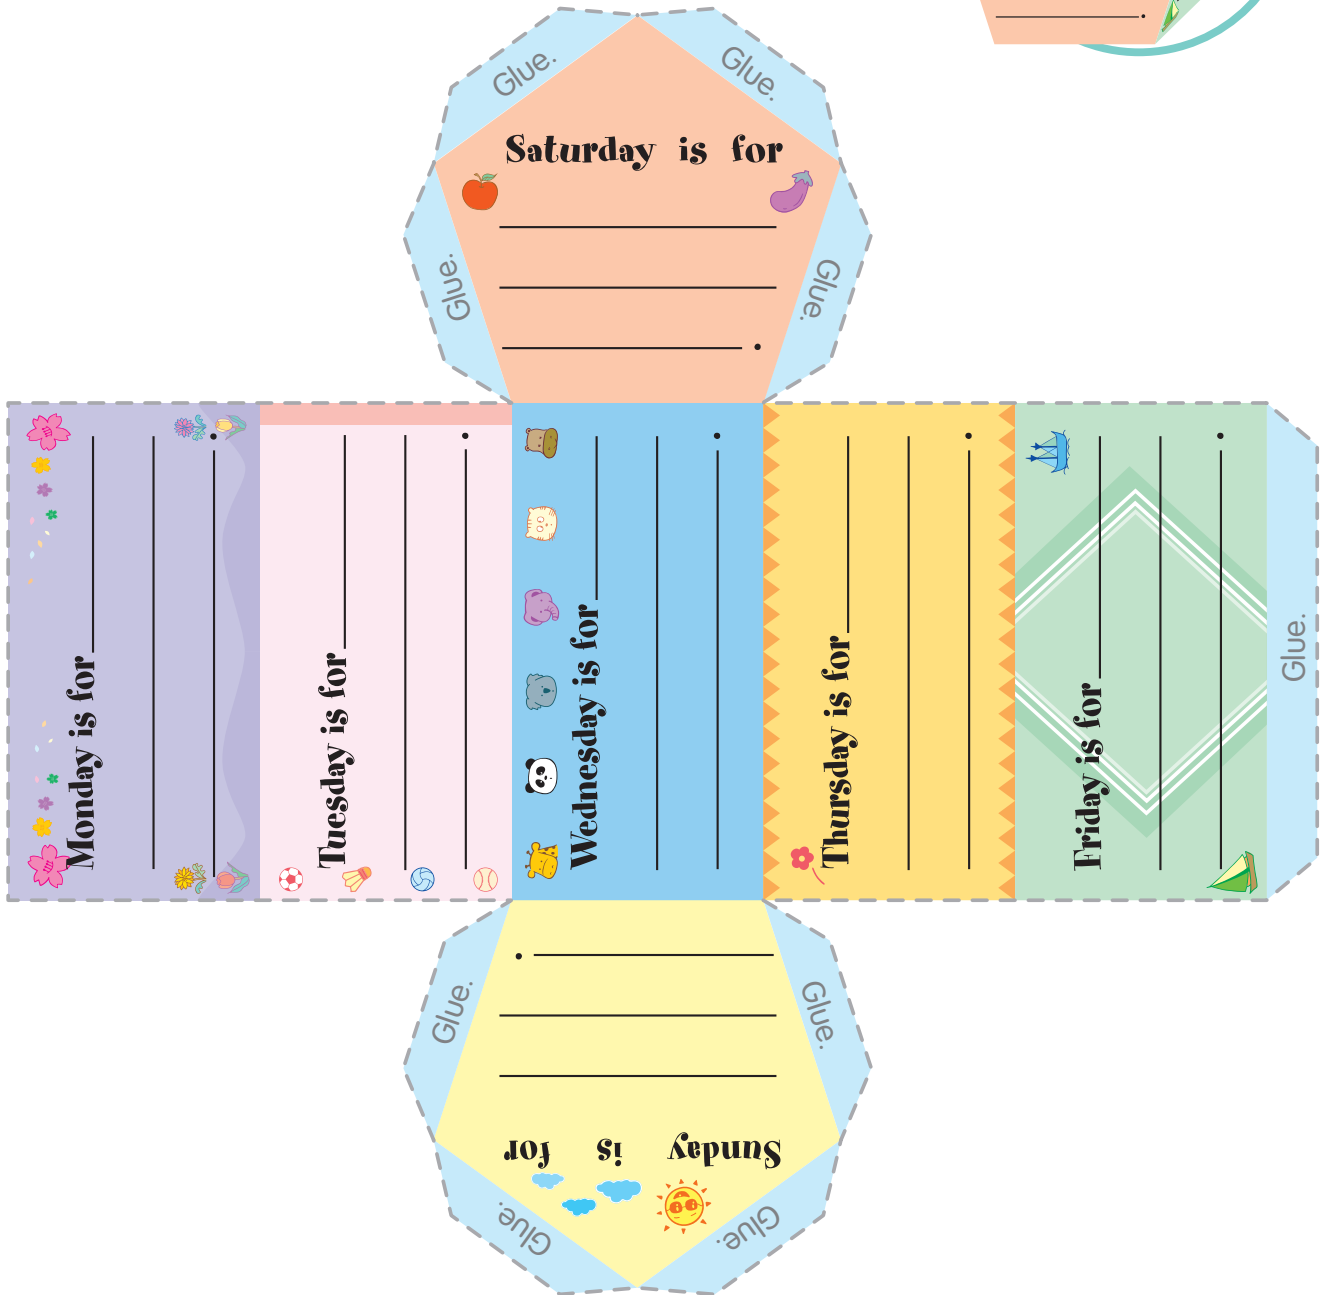 Glue.
Glue.
Saturday is for
Glue.
Glue.
.
.
Monday is for
.
Tuesday is for
.
Wednesday is for
.
Thursday is for
.
Friday is for
.
Glue.
.
Glue.
Glue.
Sunday is for
Glue.
Glue.